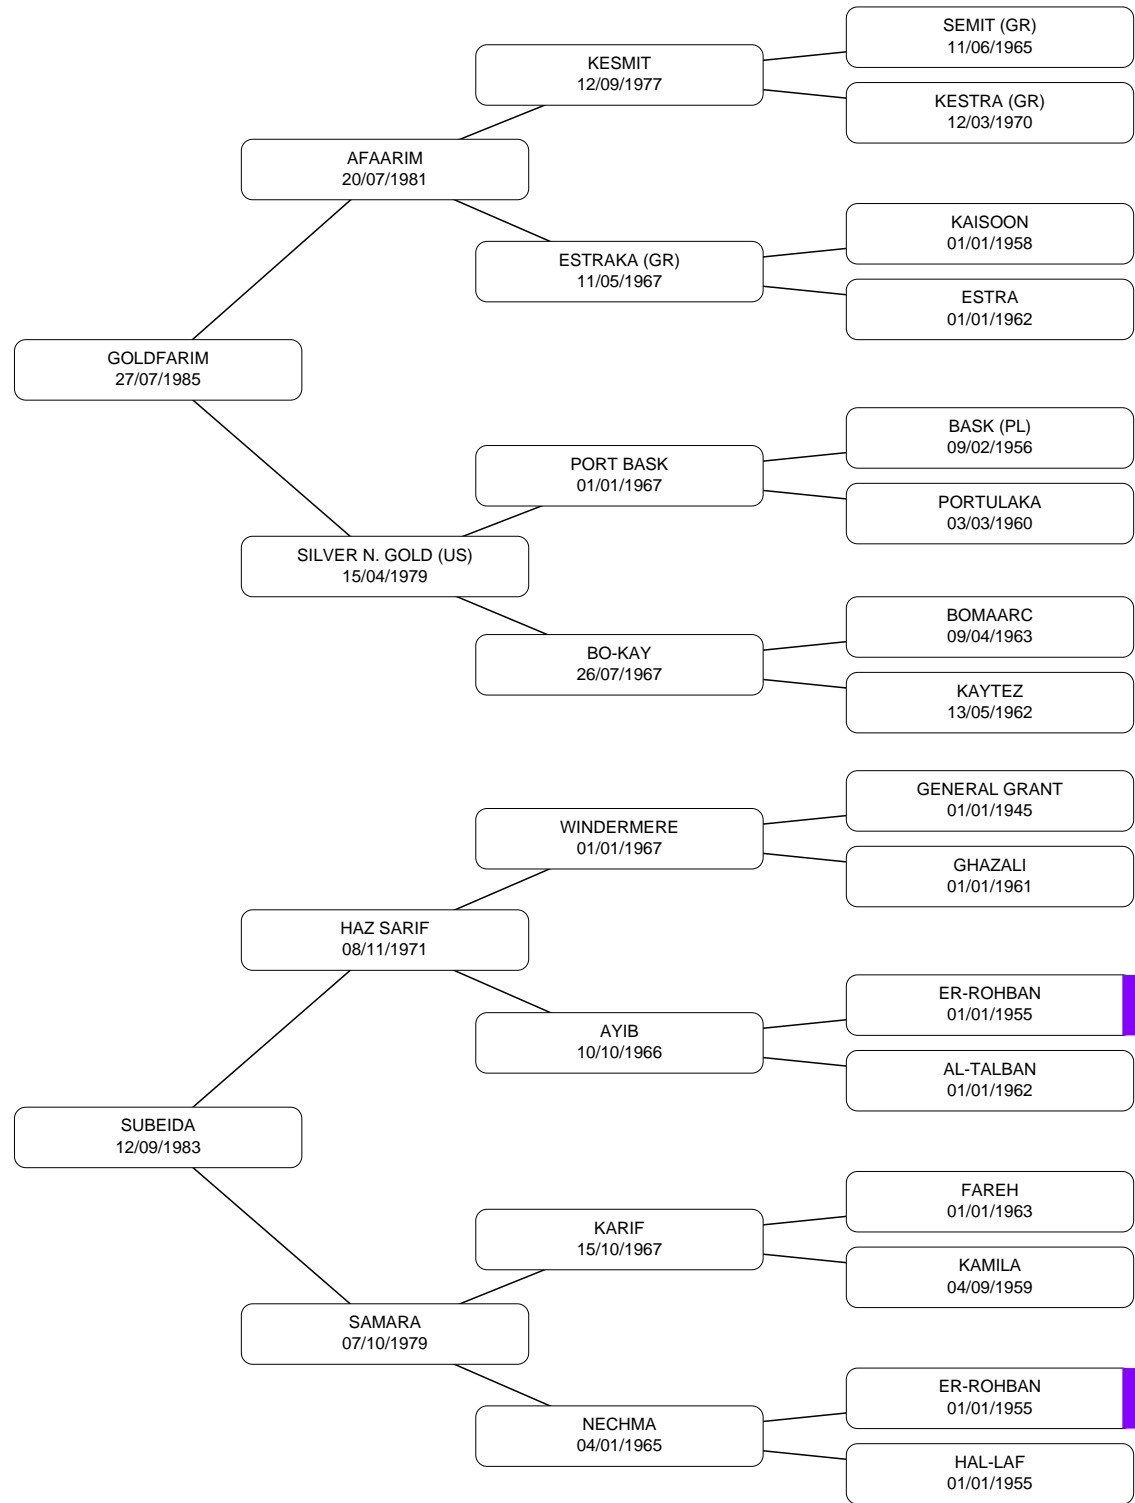 SEMIT (GR)
11/06/1965
KESMIT
12/09/1977
KESTRA (GR)
12/03/1970
AFAARIM
20/07/1981
KAISOON
01/01/1958
ESTRAKA (GR)
11/05/1967
ESTRA
01/01/1962
GOLDFARIM
27/07/1985
BASK (PL)
09/02/1956
PORT BASK
01/01/1967
PORTULAKA
03/03/1960
SILVER N. GOLD (US)
15/04/1979
BOMAARC
09/04/1963
BO-KAY
26/07/1967
KAYTEZ
13/05/1962
GENERAL GRANT
01/01/1945
WINDERMERE
01/01/1967
GHAZALI
01/01/1961
HAZ SARIF
08/11/1971
ER-ROHBAN
01/01/1955
AYIB
10/10/1966
AL-TALBAN
01/01/1962
SUBEIDA
12/09/1983
FAREH
01/01/1963
KARIF
15/10/1967
KAMILA
04/09/1959
SAMARA
07/10/1979
ER-ROHBAN
01/01/1955
NECHMA
04/01/1965
HAL-LAF
01/01/1955